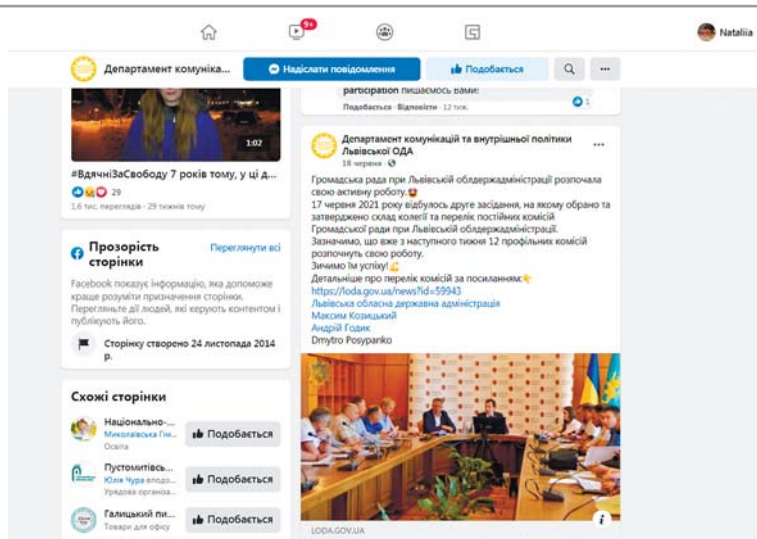 9+
Nataliia
Департамент комуніка...
Надіслати повідомлення
Подобається
1:02
#ВдячніЗаСвободу 7 років тому, у ці д...
29
1,6 тис. переглядів · 29 тижнів тому
Прозорість сторінки
Переглянути всі
Facebook показує інформацію, яка допоможе
краще розуміти призначення сторінки.
Перегляньте дії людей, які керують контентом і
публікують його.
Сторінку створено 24 листопада 2014
р.
Схожі сторінки
Національно-...
Миколаївська Гім...
Освіта
Подобається
Пустомитівсь...
Юлія Чура вподо...
Урядова організа...
Подобається
Галицький пи...
Товари для офісу
Подобається
participation пишаємось Вами!
Подобається · Відповісти · 12 тиж.
1
Департамент комунікацій та внутрішньої політики
Львівської ОДА
18 червня ·
Громадська рада при Львівській облдержадміністрації розпочала
свою активну роботу.
17 червня 2021 року відбулось друге засідання, на якому обрано та
затверджено склад колегії та перелік постійних комісій
Громадської ради при Львівській облдержадміністрації.
Зазначимо, що вже з наступного тижня 12 профільних комісій
розпочнуть свою роботу.
Зичимо їм успіху!
Детальніше про перелік комісій за посиланням:
https://loda.gov.ua/news?id=59943
Львівська обласна державна адміністрація
Максим Козицький
Андрій Годик
Dmytro Posypanko
LODA.GOV.UA